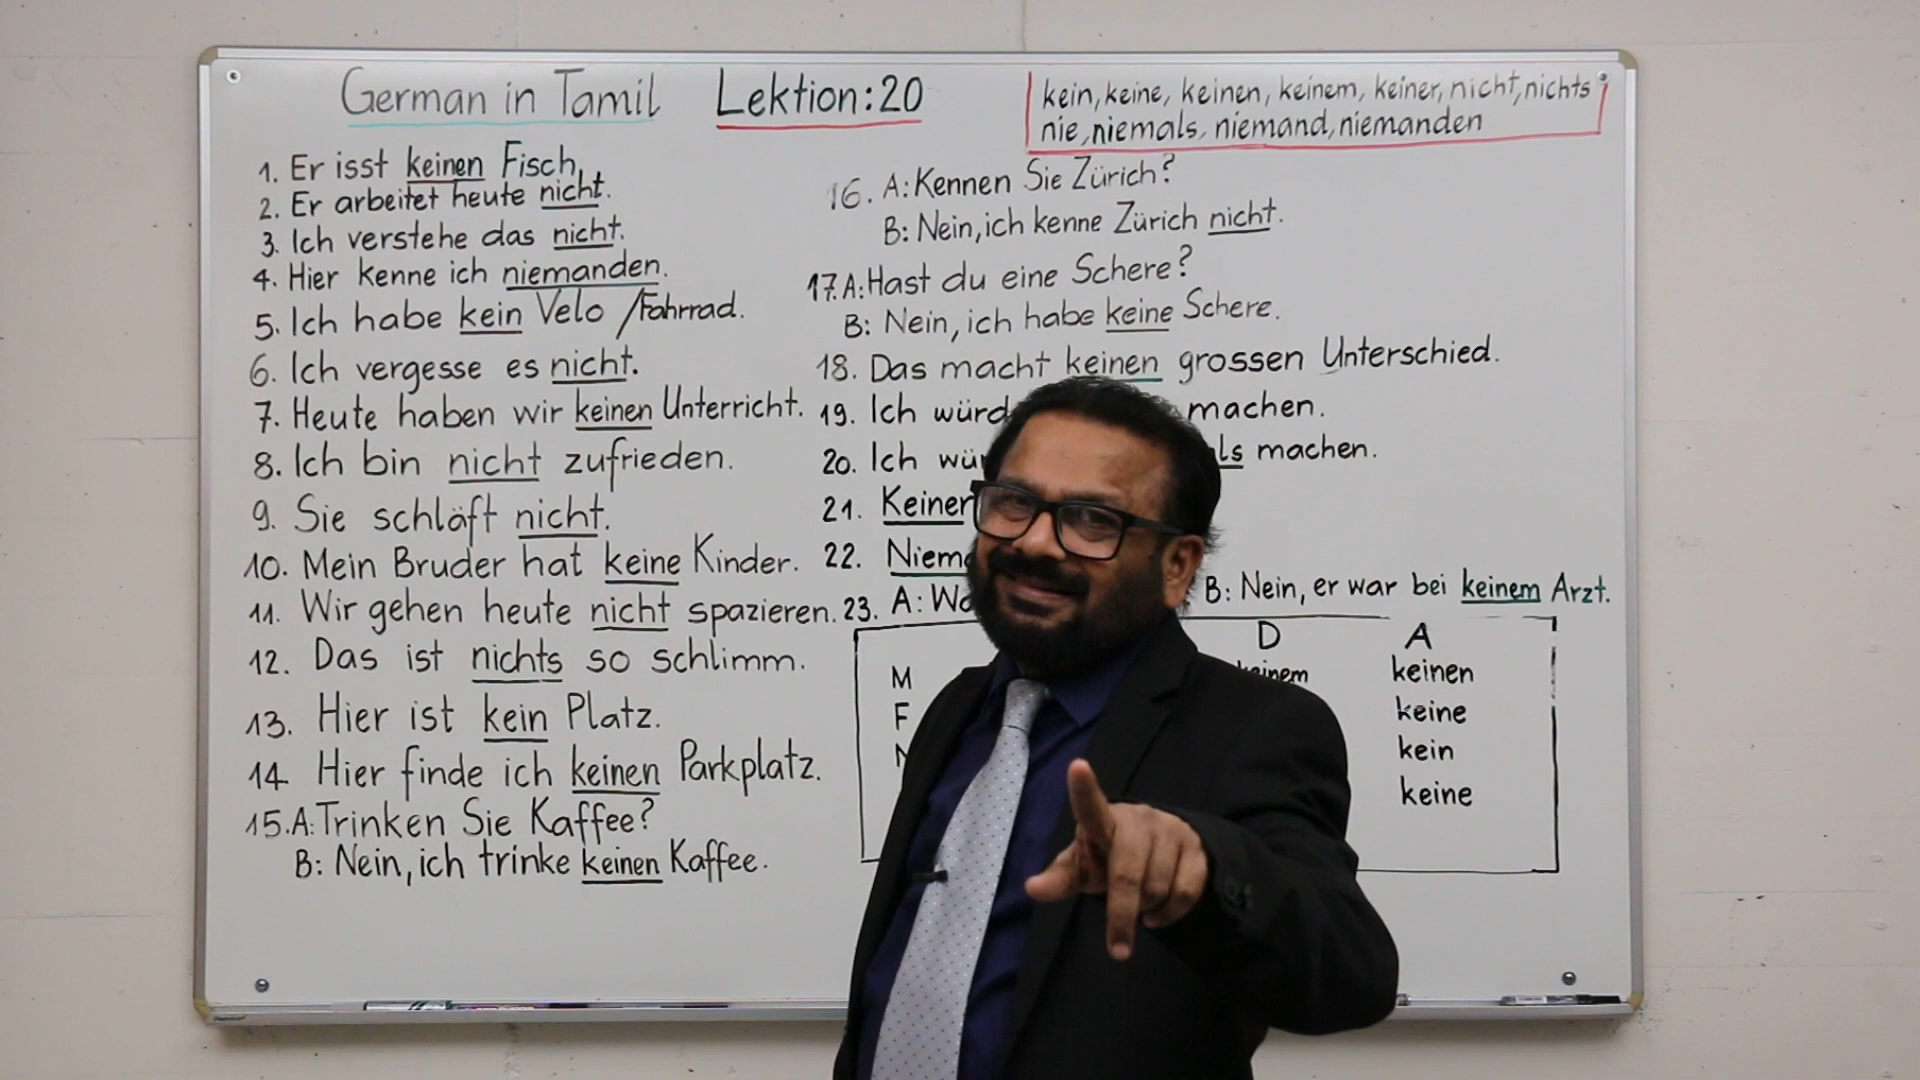 German in Tamil Lektion:20
kein, keine, keinen, keinem, keiner, nicht, nichts
nie, niemals, niemand, niemanden
1. Er isst keinen Fisch.
2. Er arbeitet heute nicht.
3. Ich verstehe das nicht.
4. Hier kenne ich niemanden.
5. Ich habe kein Velo /Fahrrad.
6. Ich vergesse es nicht.
7. Heute haben wir keinen Unterricht.
8. Ich bin nicht zufrieden.
9. Sie schläft nicht.
10. Mein Bruder hat keine Kinder.
11. Wir gehen heute nicht spazieren.
12. Das ist nichts so schlimm.
13. Hier ist kein Platz.
14 Hier finde ich keinen Parkplatz.
15.A:Trinken Sie Kaffee?
B: Nein, ich trinke keinen Kaffee.
16. A:Kennen Sie Zürich?
B: Nein, ich kenne Zürich nicht.
17.A:Hast du eine Schere?
B: Nein, ich habe keine Schere.
18. Das macht keinen grossen Unterschied.
19. Ich machen.
20. Ich machen.
21. Keiner
22.
23. A: B: Nein, er war bei keinem Arzt.
D A
M keinem keinen
F keine
kein
keine